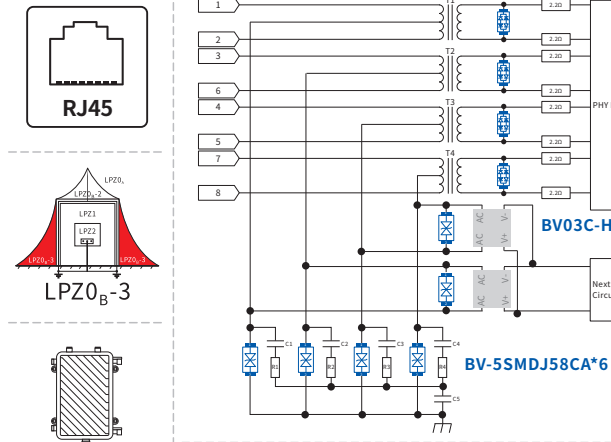 RJ45
LPZ0A
LPZ0B-2
LPZ1
LPZ2
LPZ0B-3
LPZ0B-3
LPZ0B-3
1
2
3
6
4
5
7
8
T1
T2
T3
T4
2.2Ω
2.2Ω
2.2Ω
2.2Ω
2.2Ω
2.2Ω
2.2Ω
2.2Ω
PHY
AC
AC
V-
V+
BV03C-H
AC
AC
V-
V+
Next
Circu
C1
R1
C2
R2
C3
R3
C4
R4
C5
BV-5SMDJ58CA*6